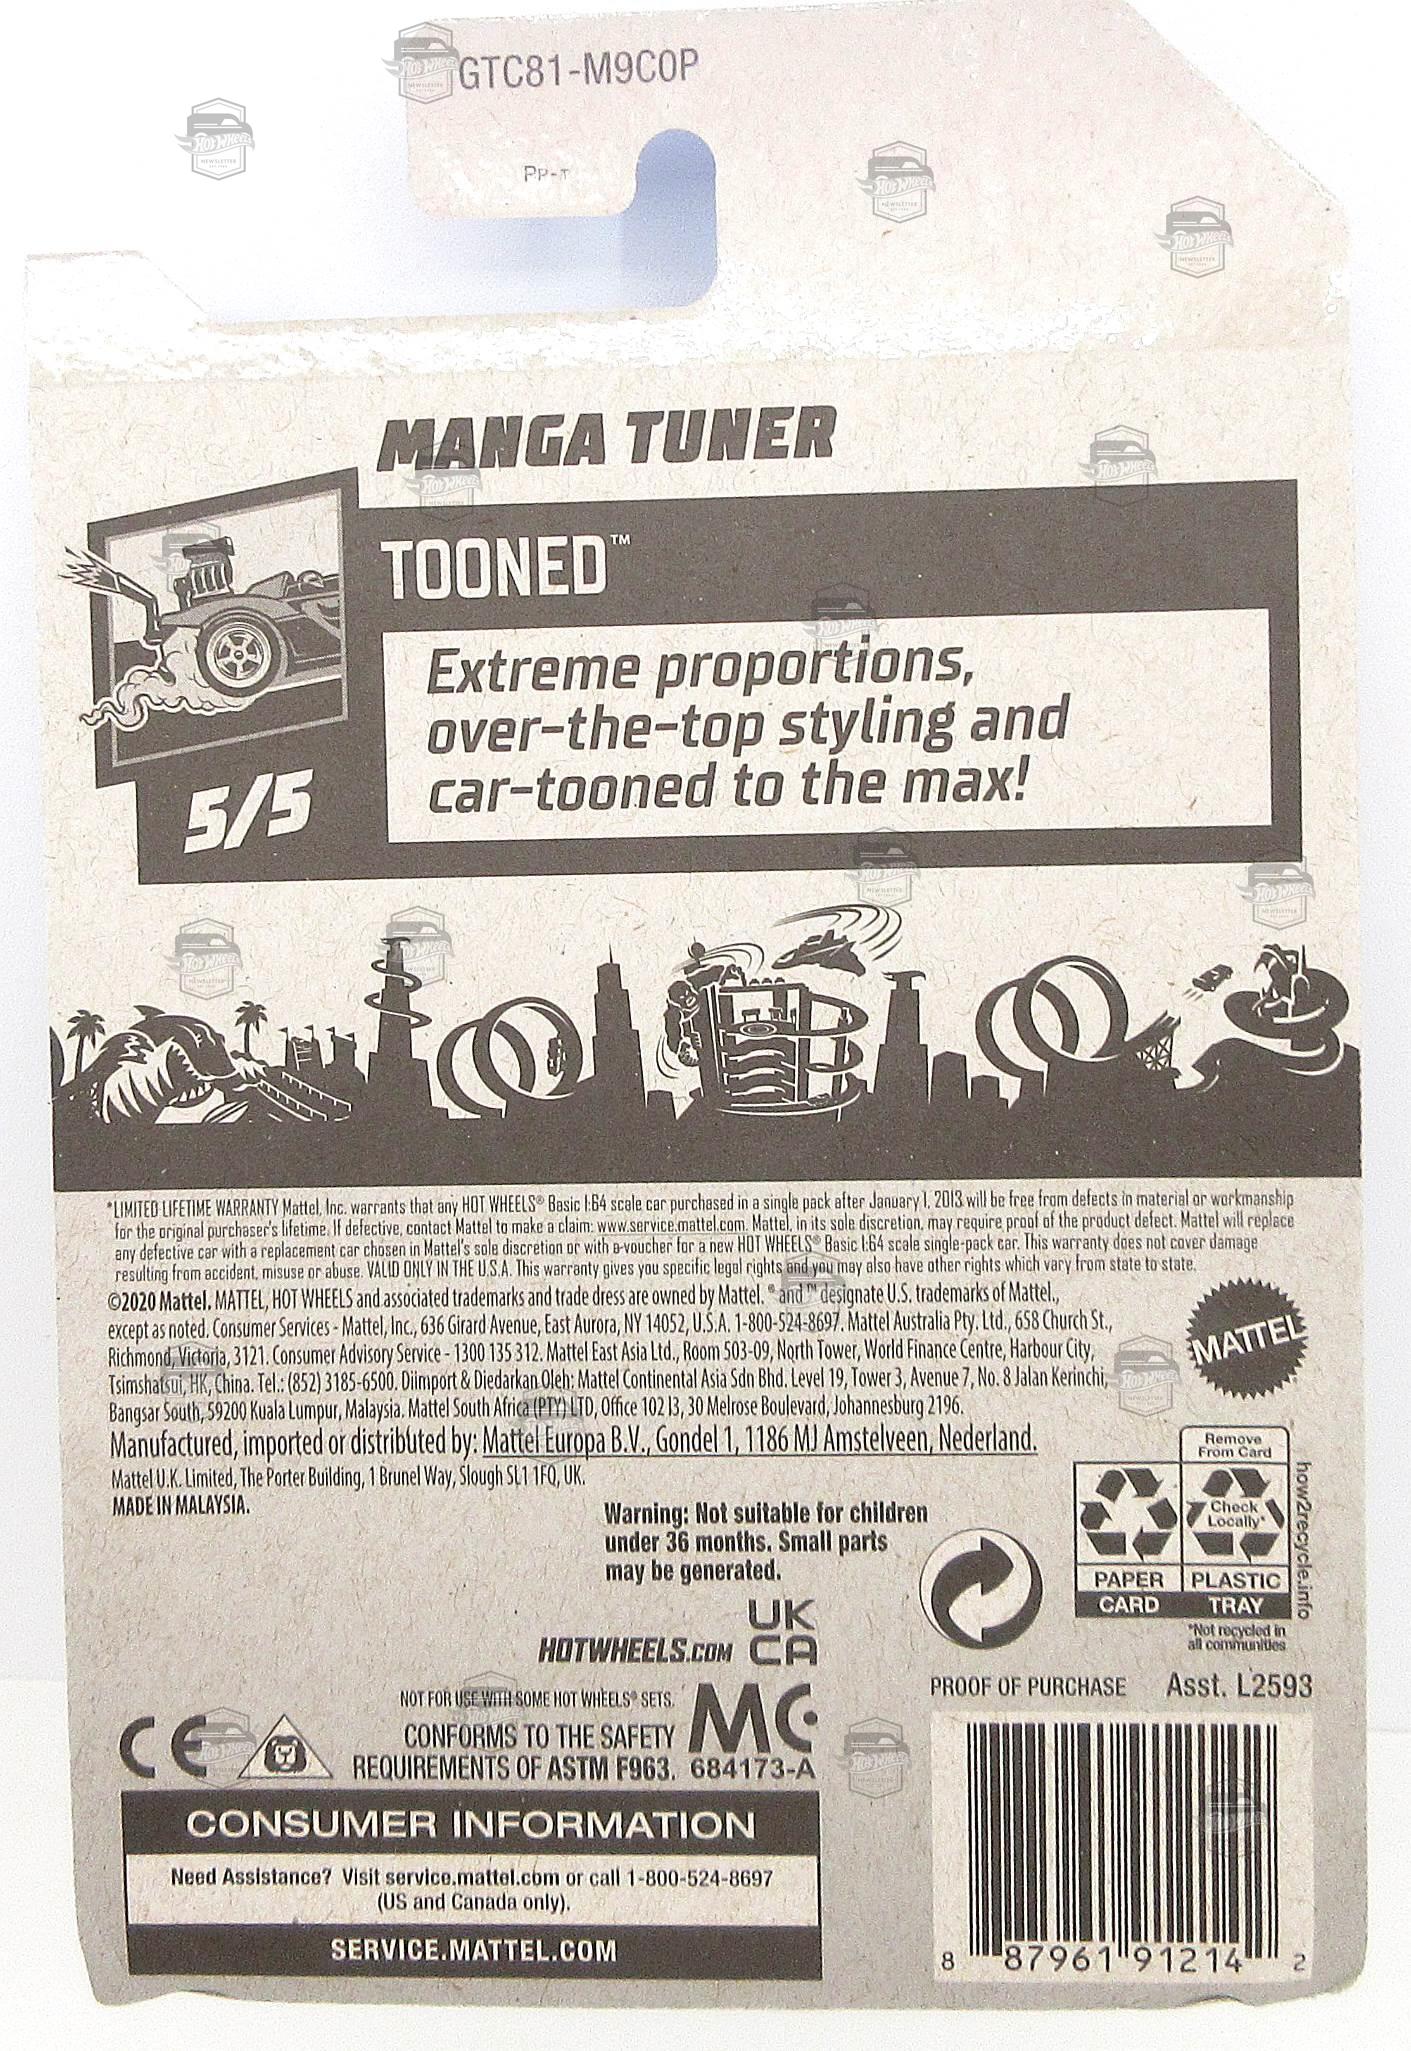 GTC81-M9C0P
MANGA TUNER
TOONED™
Extreme proportions,
over-the-top styling and
car-tooned to the max!
5/5
*LIMITED LIFETIME WARRANTY Mattel, Inc. warrants that any HOT WHEELS® Basic 1:64 scale car purchased in a single pack after January 1, 2013 will be free from defects in material or workmanship
for the original purchaser's lifetime. If defective, contact Mattel to make a claim: www.service.mattel.com. Mattel, in its sole discretion, may require proof of the product defect. Mattel will replace
any defective car with a replacement car chosen in Mattel's sole discretion or with e-voucher for a new HOT WHEELS® Basic 1:64 scale single-pack car. This warranty does not cover damage
resulting from accident, misuse or abuse. VALID ONLY IN THE U.S.A. This warranty gives you specific legal rights and you may also have other rights which vary from state to state.
©2020 Mattel. MATTEL, HOT WHEELS and associated trademarks and trade dress are owned by Mattel. ® and ™ designate U.S. trademarks of Mattel.,
except as noted. Consumer Services - Mattel, Inc., 636 Girard Avenue, East Aurora, NY 14052, U.S.A. 1-800-524-8697. Mattel Australia Pty. Ltd., 658 Church St.,
Richmond, Victoria, 3121. Consumer Advisory Service - 1300 135 312. Mattel East Asia Ltd., Room 503-09, North Tower, World Finance Centre, Harbour City,
Tsimshatsui, HK, China. Tel.: (852) 3185-6500. Diimport & Diedarkan Oleh: Mattel Continental Asia Sdn Bhd. Level 19, Tower 3, Avenue 7, No. 8 Jalan Kerinchi,
Bangsar South, 59200 Kuala Lumpur, Malaysia. Mattel South Africa (PTY) LTD, Office 102 I3, 30 Melrose Boulevard, Johannesburg 2196.
MATTEL
Manufactured, imported or distributed by: Mattel Europa B.V., Gondel 1, 1186 MJ Amstelveen, Nederland.
Mattel U.K. Limited, The Porter Building, 1 Brunel Way, Slough SL1 1FQ, UK.
MADE IN MALAYSIA.
Warning: Not suitable for children
under 36 months. Small parts
may be generated.
Remove
From Card
Check
Locally*
PAPER
PLASTIC
CARD
TRAY
how2recycle.info
*Not recycled in
all communities
UK
CA
HOTWHEELS.COM
NOT FOR USE WITH SOME HOT WHEELS® SETS.
CE
CONFORMS TO THE SAFETY
REQUIREMENTS OF ASTM F963.
MC
684173-A
PROOF OF PURCHASE Asst. L2593
CONSUMER INFORMATION
Need Assistance? Visit service.mattel.com or call 1-800-524-8697
(US and Canada only).
SERVICE.MATTEL.COM
8 87961 91214 2
HOT WHEELS
NEWSLETTER